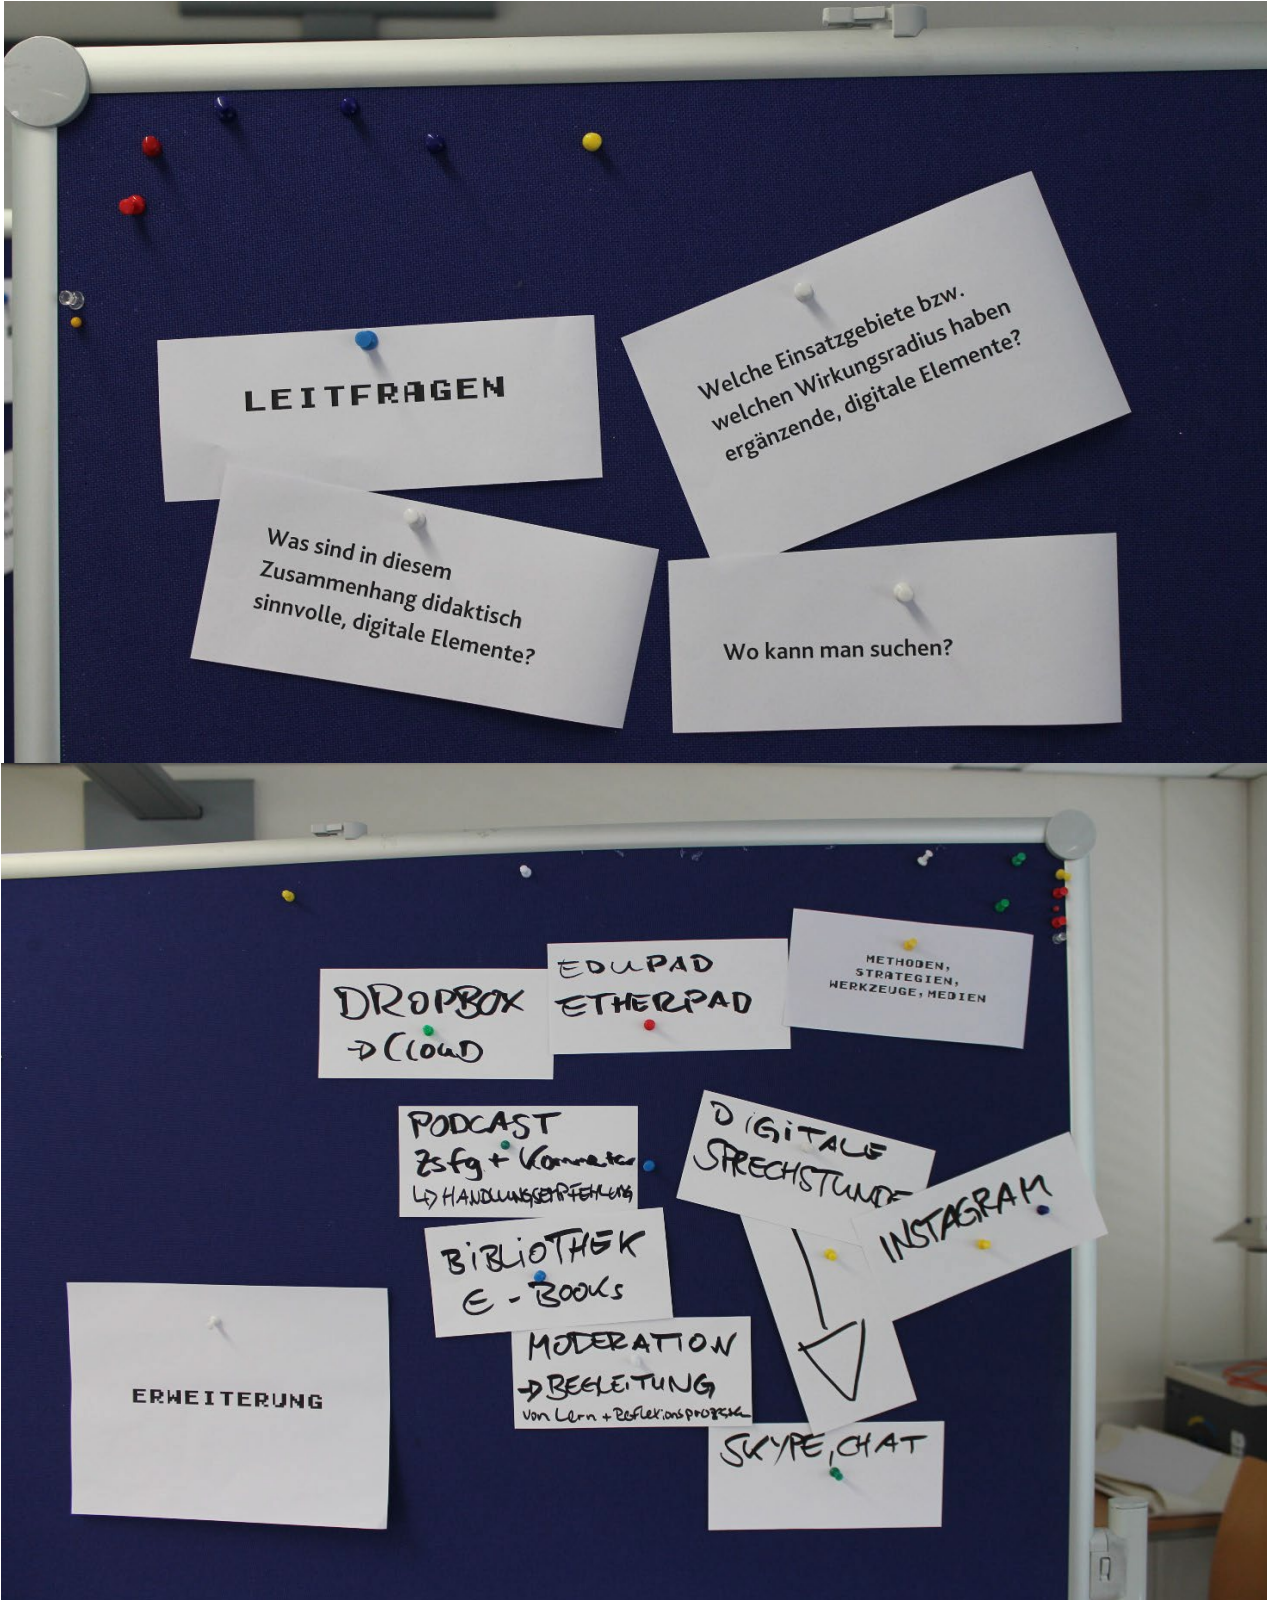 LEITFRAGEN
Welche Einsatzgebiete bzw.
welchen Wirkungsradius haben
ergänzende, digitale Elemente?
Was sind in diesem
Zusammenhang didaktisch
sinnvolle, digitale Elemente?
Wo kann man suchen?
METHODEN,
STRATEGIEN,
WERKZEUGE, MEDIEN
EDUPAD
ETHERPAD
DROPBOX
→ CLOUD
PODCAST
Zsfg + Kommentar
↳ HANDLUNGSEMPFEHLUNG
DIGITALE
SPRECHSTUNDE
INSTAGRAM
BIBLIOTHEK
E-BOOKS
MODERATION
→ BEGLEITUNG
von Lern + Reflexionsprozessen
SKYPE, CHAT
ERWEITERUNG